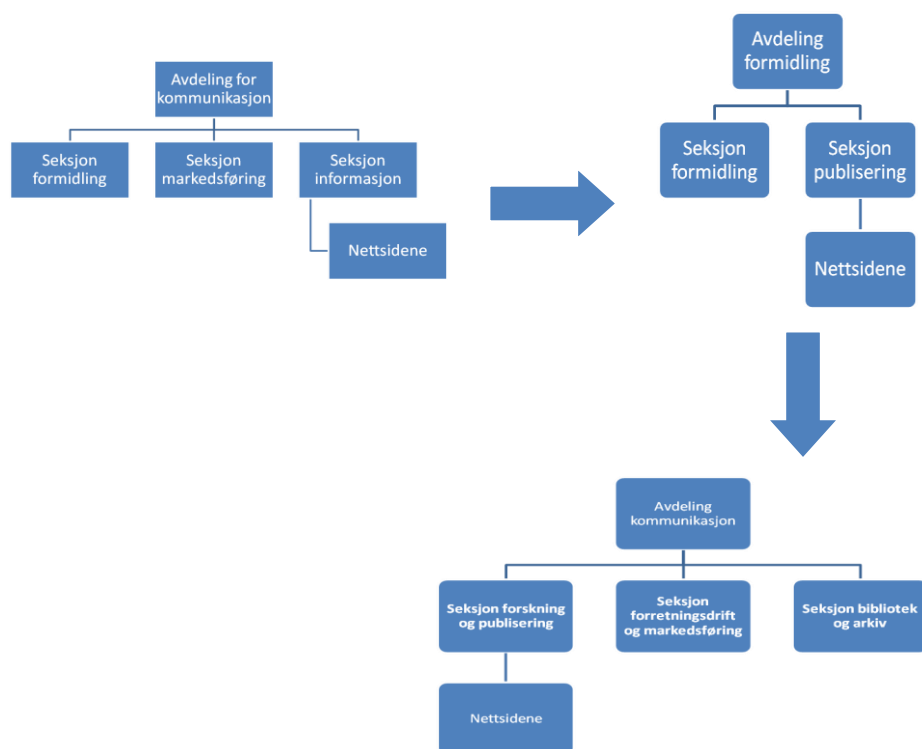 Avdeling for
kommunikasjon
Seksjon
formidling
Seksjon
markedsføring
Seksjon
informasjon
Nettsidene
Avdeling
formidling
Seksjon
formidling
Seksjon
publisering
Nettsidene
Avdeling
kommunikasjon
Seksjon forskning
og publisering
Seksjon
forretningsdrift
og markedsføring
Seksjon bibliotek
og arkiv
Nettsidene